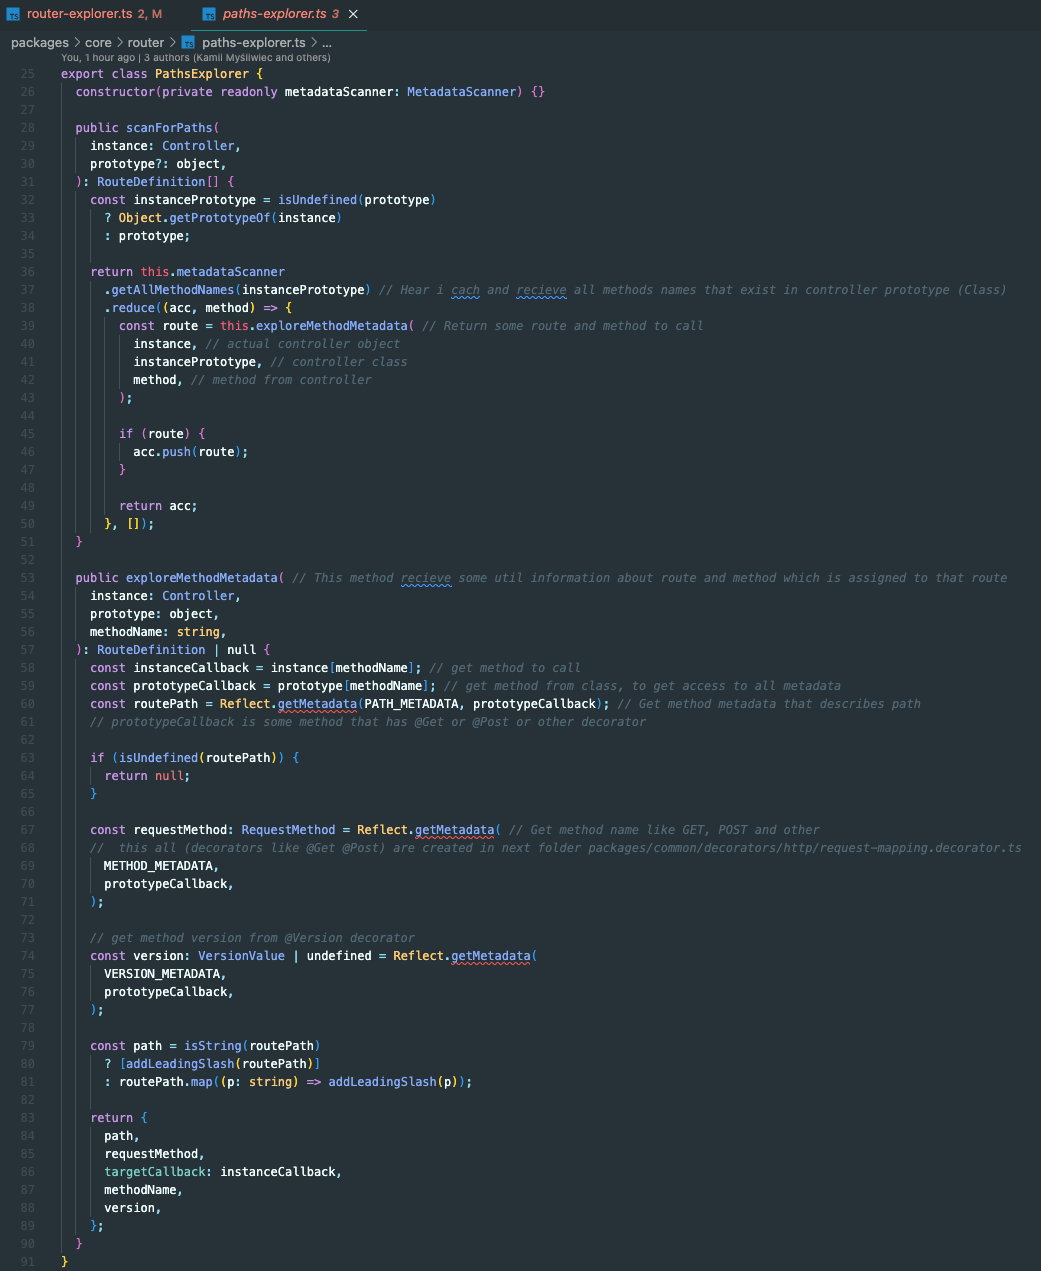 TS router-explorer.ts 2, M TS paths-explorer.ts 3 ×
packages > core > router > TS paths-explorer.ts > ...
You, 1 hour ago | 3 authors (Kamil Myśliwiec and others)
25 export class PathsExplorer {
26 constructor(private readonly metadataScanner: MetadataScanner) {}
27
28 public scanForPaths(
29 instance: Controller,
30 prototype?: object,
31 ): RouteDefinition[] {
32 const instancePrototype = isUndefined(prototype)
33 ? Object.getPrototypeOf(instance)
34 : prototype;
35
36 return this.metadataScanner
37 .getAllMethodNames(instancePrototype) // Hear i cach and recieve all methods names that exist in controller prototype (Class)
38 .reduce((acc, method) => {
39 const route = this.exploreMethodMetadata( // Return some route and method to call
40 instance, // actual controller object
41 instancePrototype, // controller class
42 method, // method from controller
43 );
44
45 if (route) {
46 acc.push(route);
47 }
48
49 return acc;
50 }, []);
51 }
52
53 public exploreMethodMetadata( // This method recieve some util information about route and method which is assigned to that route
54 instance: Controller,
55 prototype: object,
56 methodName: string,
57 ): RouteDefinition | null {
58 const instanceCallback = instance[methodName]; // get method to call
59 const prototypeCallback = prototype[methodName]; // get method from class, to get access to all metadata
60 const routePath = Reflect.getMetadata(PATH_METADATA, prototypeCallback); // Get method metadata that describes path
61 // prototypeCallback is some method that has @Get or @Post or other decorator
62
63 if (isUndefined(routePath)) {
64 return null;
65 }
66
67 const requestMethod: RequestMethod = Reflect.getMetadata( // Get method name like GET, POST and other
68 //  this all (decorators like @Get @Post) are created in next folder packages/common/decorators/http/request-mapping.decorator.ts
69 METHOD_METADATA,
70 prototypeCallback,
71 );
72
73 // get method version from @Version decorator
74 const version: VersionValue | undefined = Reflect.getMetadata(
75 VERSION_METADATA,
76 prototypeCallback,
77 );
78
79 const path = isString(routePath)
80 ? [addLeadingSlash(routePath)]
81 : routePath.map((p: string) => addLeadingSlash(p));
82
83 return {
84 path,
85 requestMethod,
86 targetCallback: instanceCallback,
87 methodName,
88 version,
89 };
90 }
91 }